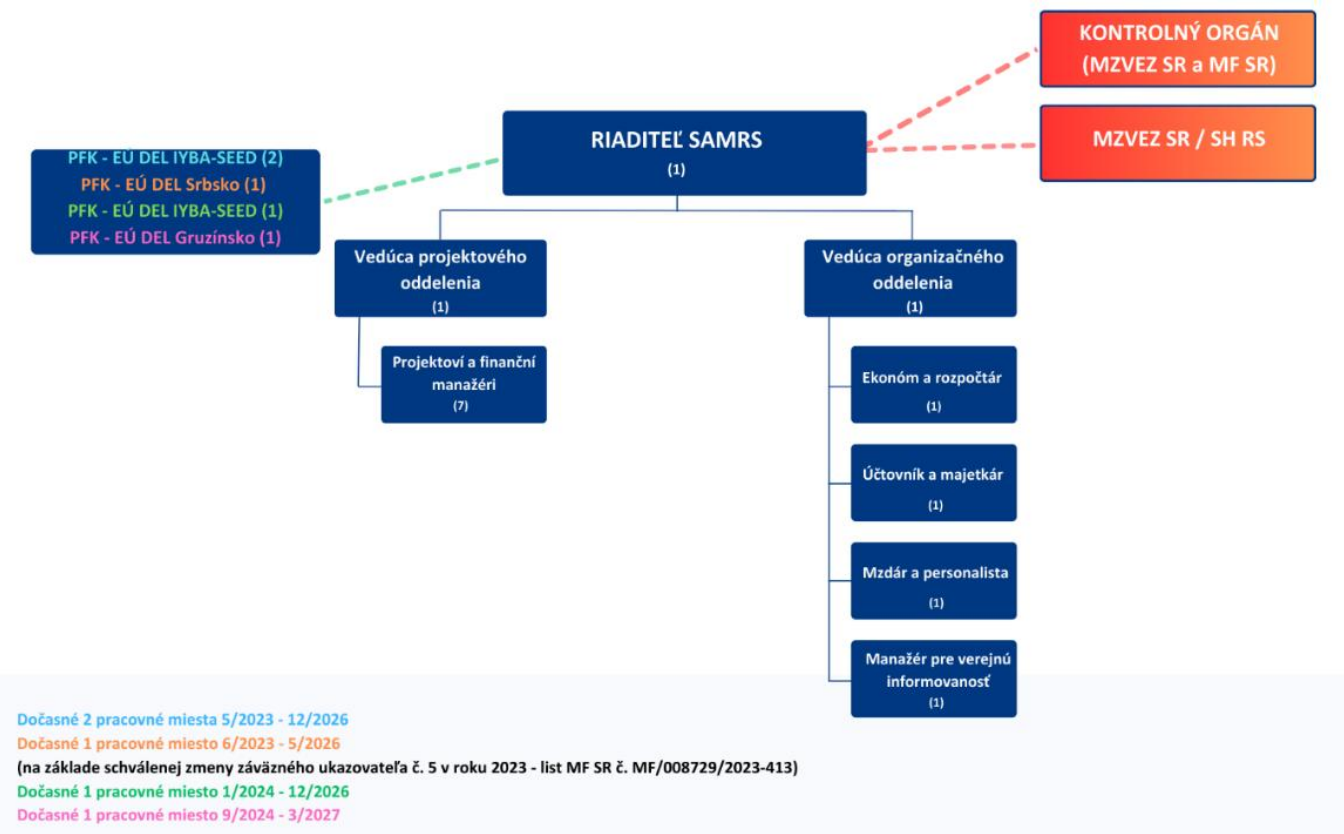 KONTROLNÝ ORGÁN
(MZVEZ SR a MF SR)
MZVEZ SR / SH RS
RIADITEĽ SAMRS
(1)
PFK - EÚ DEL IYBA-SEED (2)
PFK - EÚ DEL Srbsko (1)
PFK - EÚ DEL IYBA-SEED (1)
PFK - EÚ DEL Gruzínsko (1)
Vedúca projektového
oddelenia
(1)
Projektoví a finanční
manažéri
(7)
Vedúca organizačného
oddelenia
(1)
Ekonóm a rozpočtár
(1)
Účtovník a majetkár
(1)
Mzdár a personalista
(1)
Manažér pre verejnú
informovanosť
(1)
Dočasné 2 pracovné miesta 5/2023 - 12/2026
Dočasné 1 pracovné miesto 6/2023 - 5/2026
(na základe schválenej zmeny záväzného ukazovateľa č. 5 v roku 2023 - list MF SR č. MF/008729/2023-413)
Dočasné 1 pracovné miesto 1/2024 - 12/2026
Dočasné 1 pracovné miesto 9/2024 - 3/2027